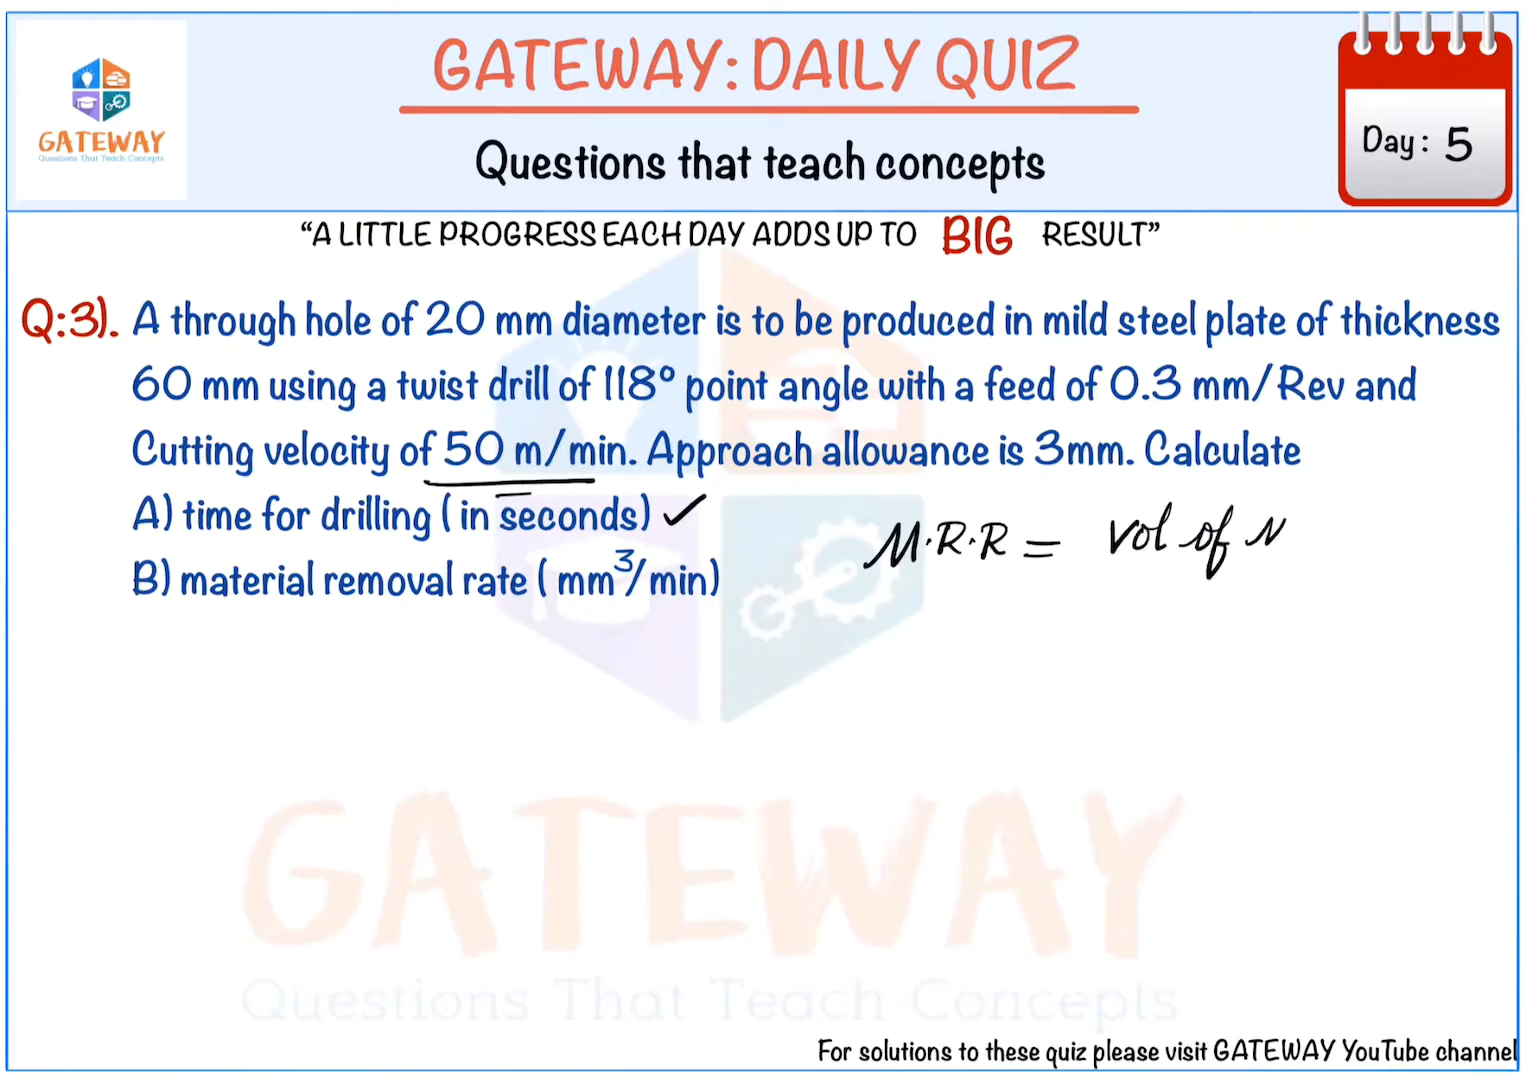 GATEWAY
Questions That Teach Concepts
GATEWAY: DAILY QUIZ
Questions that teach concepts
Day: 5
“A LITTLE PROGRESS EACH DAY ADDS UP TO BIG RESULT”
Q:3). A through hole of 20 mm diameter is to be produced in mild steel plate of thickness
60 mm using a twist drill of 118° point angle with a feed of 0.3 mm/Rev and
Cutting velocity of 50 m/min. Approach allowance is 3mm. Calculate
A) time for drilling (in seconds) ✓
B) material removal rate (mm³/min)
M.R.R = Vol of
GATEWAY
Questions That Teach Concepts
For solutions to these quiz please visit GATEWAY YouTube channel